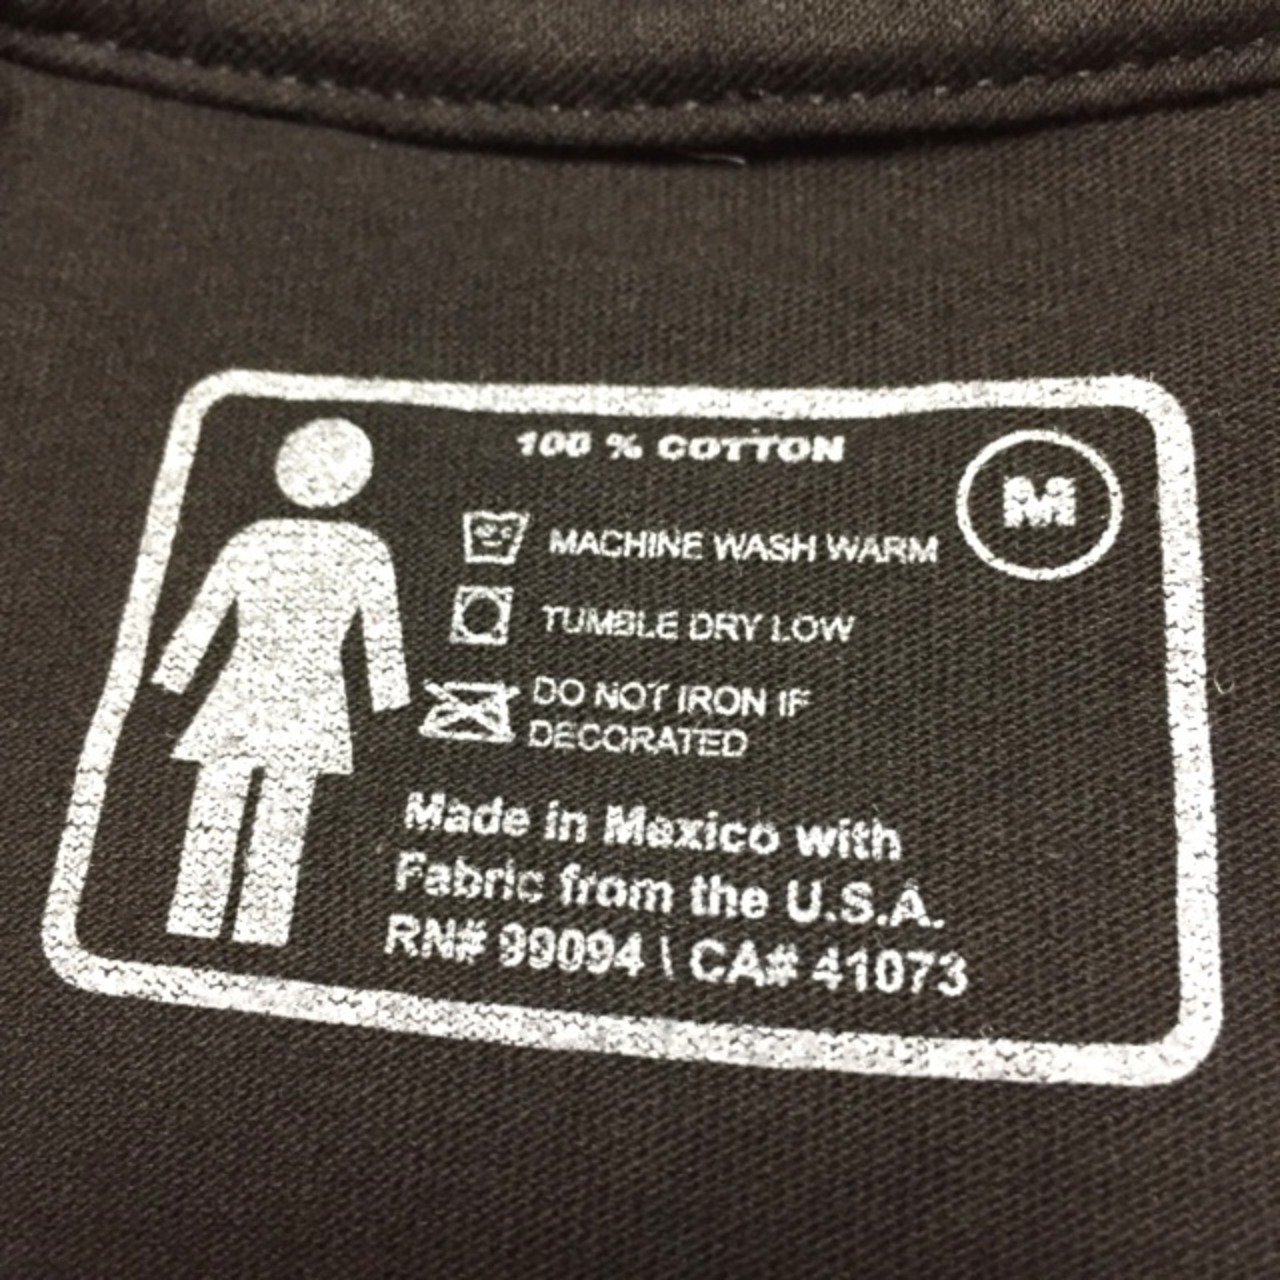 100 % COTTON
M
MACHINE WASH WARM
TUMBLE DRY LOW
DO NOT IRON IF
DECORATED
Made in Mexico with
Fabric from the U.S.A.
RN# 99094 \ CA# 41073